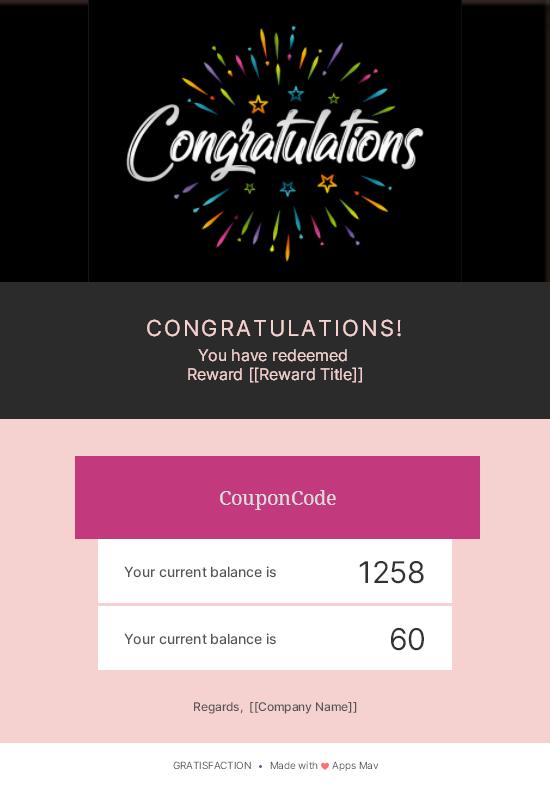 Congratulations
CONGRATULATIONS!
You have redeemed
Reward [[Reward Title]]
CouponCode
Your current balance is 1258
Your current balance is 60
Regards, [[Company Name]]
GRATISFACTION • Made with ❤ Apps Mav